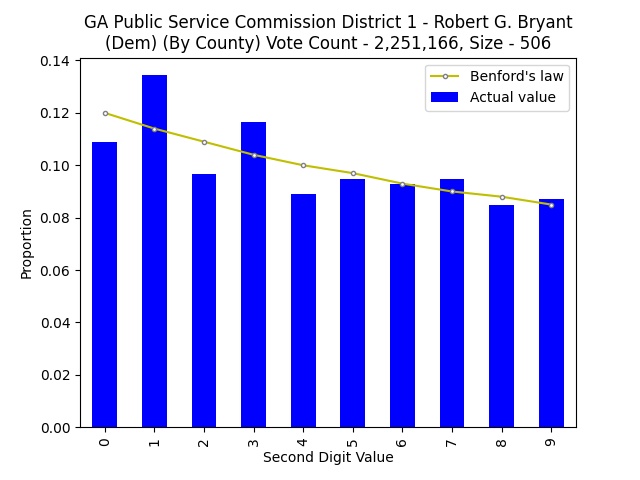 GA Public Service Commission District 1 - Robert G. Bryant
(Dem) (By County) Vote Count - 2,251,166, Size - 506
Benford's law
Actual value
0.14
0.12
0.10
0.08
0.06
0.04
0.02
0.00
Proportion
0 1 2 3 4 5 6 7 8 9
Second Digit Value